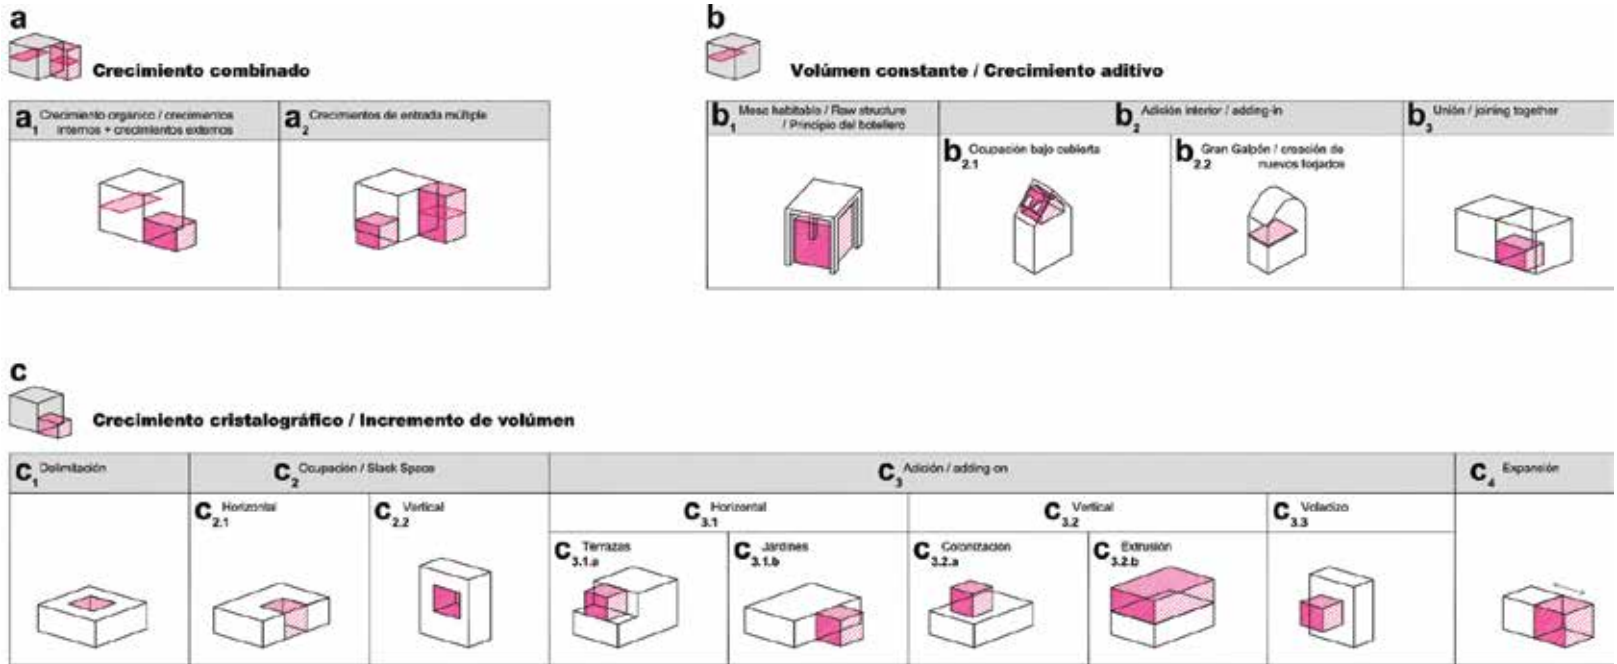 a
Crecimiento combinado
a1 Crecimiento orgánico / crecimientos
internos + crecimientos externos
a2 Crecimientos de entrada múltiple
b
Volúmen constante / Crecimiento aditivo
b1 Mesa habitable / Raw structure
/ Principio del botellero
b2 Adición interior / adding-in
b3 Unión / joining together
b2.1 Ocupación bajo cubierta
b2.2 Gran Galpón / creación de
nuevos forjados
c
Crecimiento cristalográfico / Incremento de volúmen
c1 Delimitación
c2 Ocupación / Slack Space
c3 Adición / adding on
c4 Expansión
c2.1 Horizontal
c2.2 Vertical
c3.1 Horizontal
c3.2 Vertical
c3.3 Voladizo
c3.1.a Terrazas
c3.1.b Jardines
c3.2.a Colonización
c3.2.b Extrusión